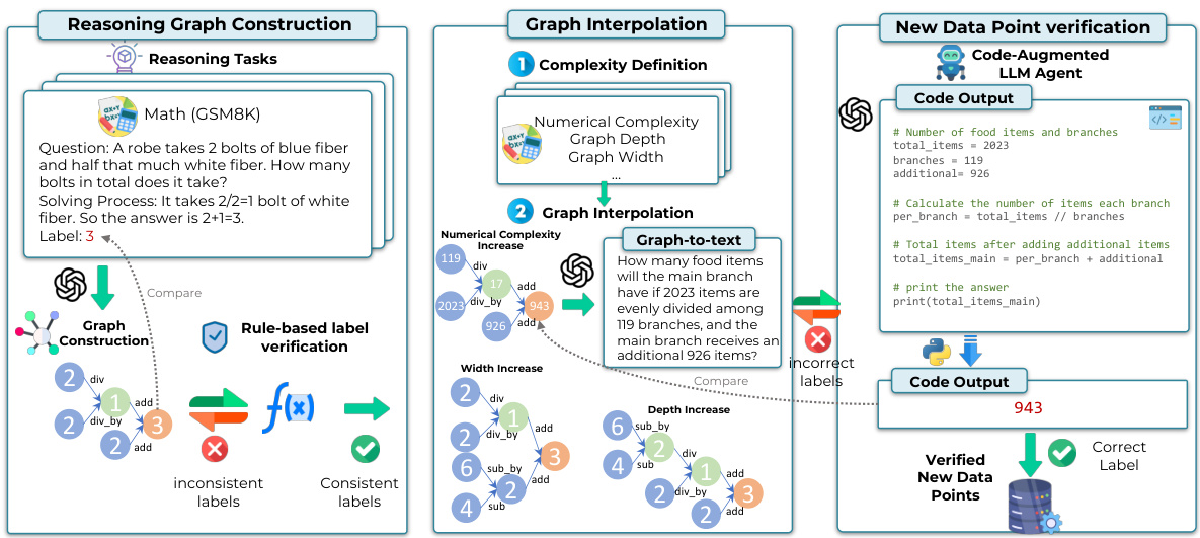 Reasoning Graph Construction
Reasoning Tasks
Math (GSM8K)
Question: A robe takes 2 bolts of blue fiber
and half that much white fiber. How many
bolts in total does it take?
Solving Process: It takes 2/2=1 bolt of white
fiber. So the answer is 2+1=3.
Label: 3
Compare
Graph
Construction
Rule-based label
verification
2
div
1
add
2
div_by
3
2
add
f(x)
inconsistent
labels
Consistent
labels
Graph Interpolation
1
Complexity Definition
Numerical Complexity
Graph Depth
Graph Width
...
2
Graph Interpolation
Numerical Complexity
Increase
119
div
17
add
2023
div_by
943
926
add
Graph-to-text
How many food items
will the main branch
have if 2023 items are
evenly divided among
119 branches, and the
main branch receives an
additional 926 items?
Compare
incorrect
labels
Width Increase
2
div
1
add
2
div_by
3
6
sub_by
add
2
4
sub
Depth Increase
6
sub_by
2
div
4
sub
1
add
2
div_by
3
2
add
New Data Point verification
Code-Augmented
LLM Agent
Code Output
# Number of food items and branches
total_items = 2023
branches = 119
additional= 926
# Calculate the number of items each branch
per_branch = total_items // branches
# Total items after adding additional items
total_items_main = per_branch + additional
# print the answer
print(total_items_main)
Code Output
943
Verified
New Data
Points
Correct
Label